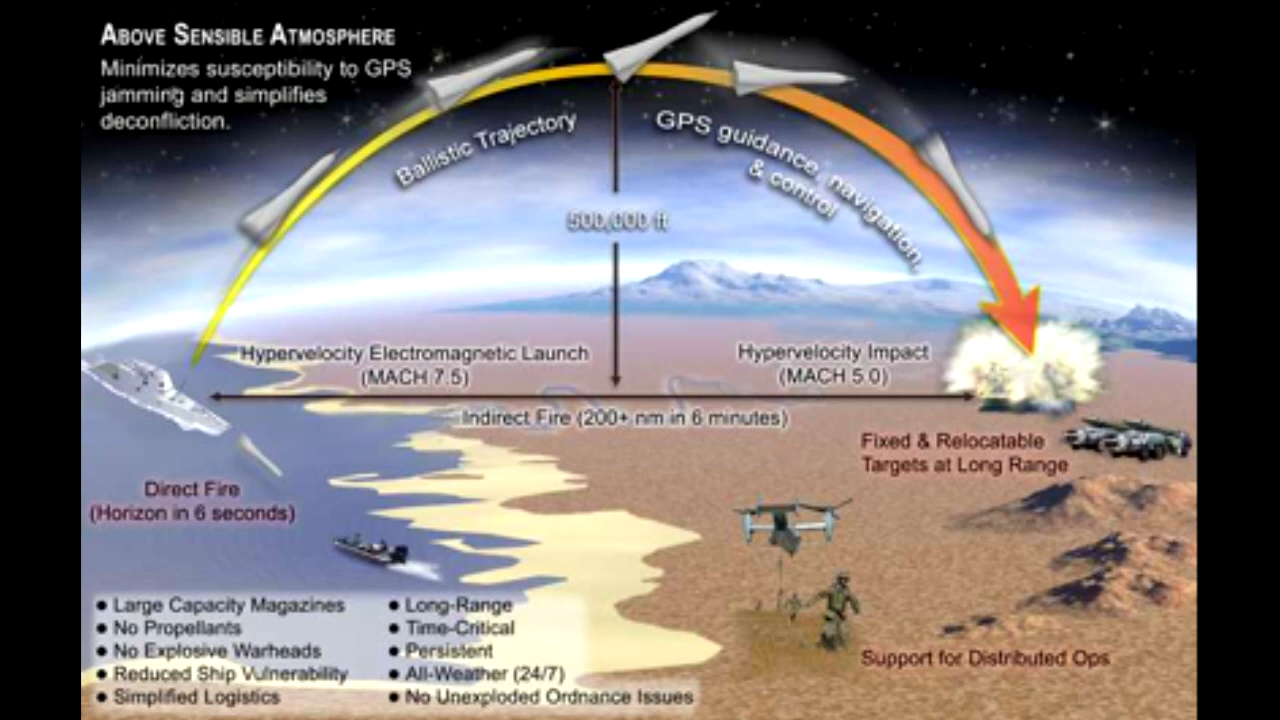 ABOVE SENSIBLE ATMOSPHERE
Minimizes susceptibility to GPS
jamming and simplifies
deconfliction.
Ballistic Trajectory
GPS guidance, navigation,
& control
500,000 ft
Hypervelocity Electromagnetic Launch
(MACH 7.5)
Hypervelocity Impact
(MACH 5.0)
Indirect Fire (200+ nm in 6 minutes)
Fixed & Relocatable
Targets at Long Range
Direct Fire
(Horizon in 6 seconds)
• Large Capacity Magazines
• No Propellants
• No Explosive Warheads
• Reduced Ship Vulnerability
• Simplified Logistics
• Long-Range
• Time-Critical
• Persistent
• All-Weather (24/7)
• No Unexploded Ordnance Issues
Support for Distributed Ops